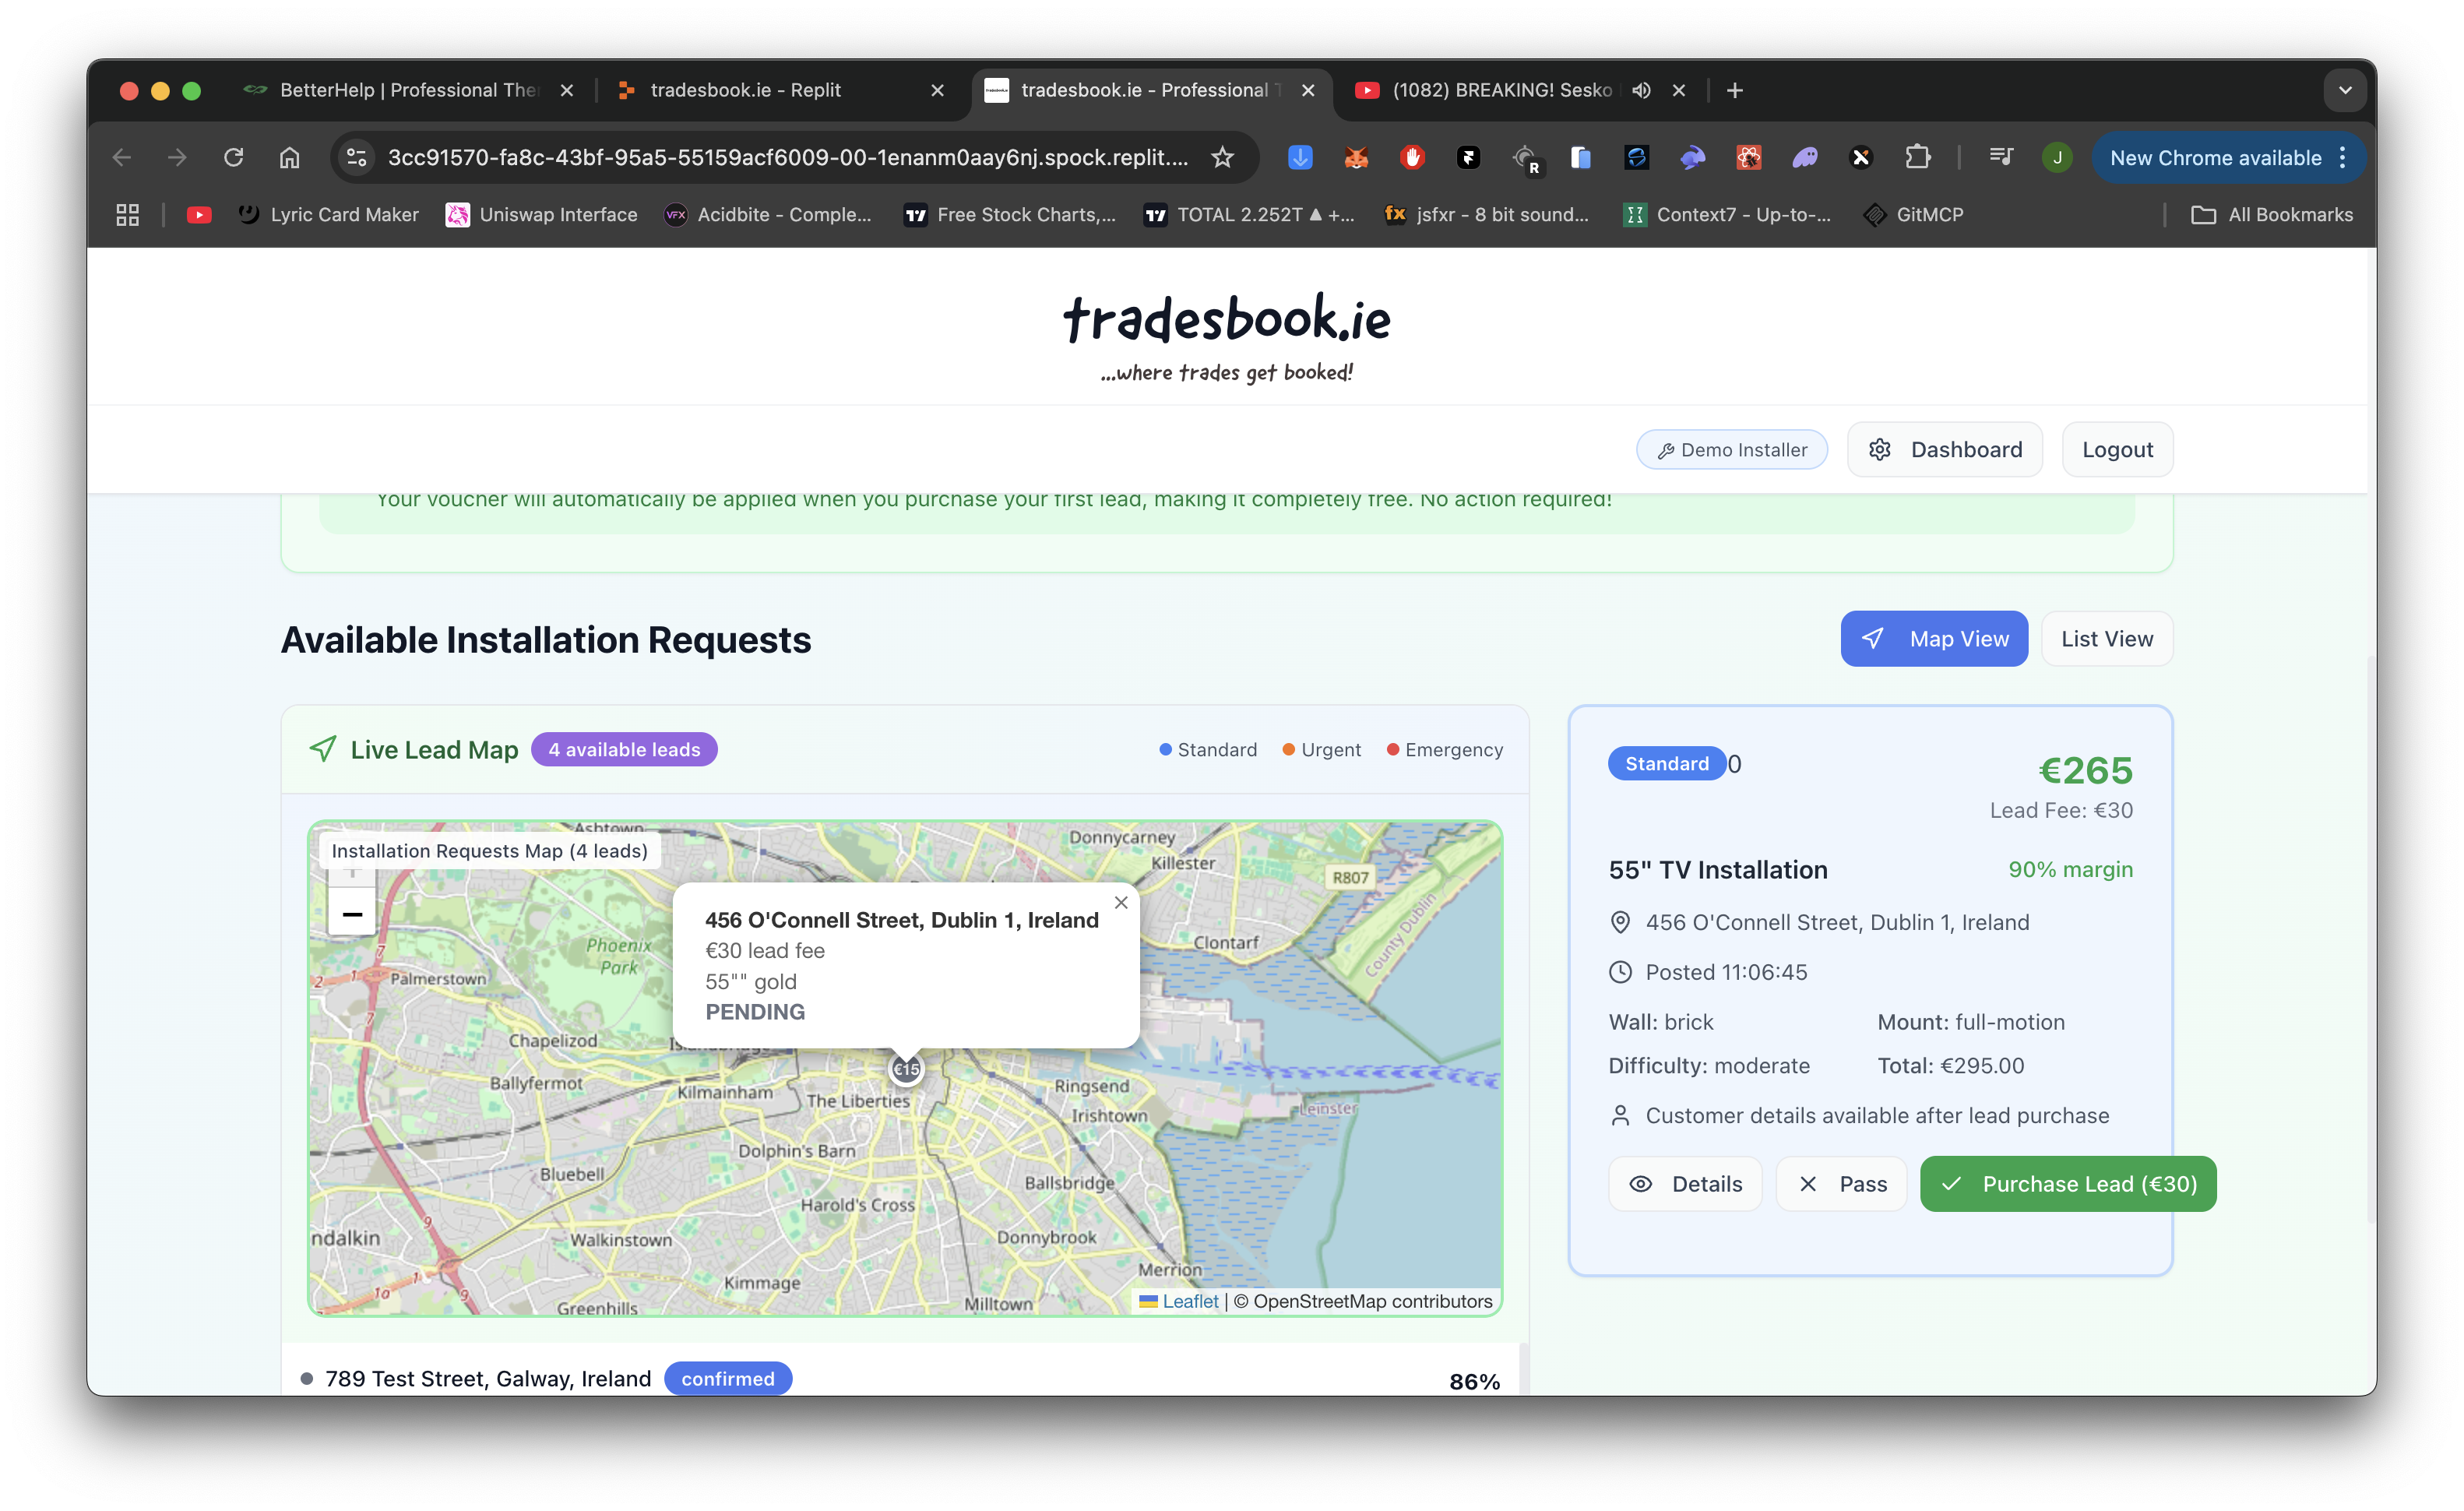 BetterHelp | Professional The
tradesbook.ie - Replit
tradesbook.ie - Professional T
(1082) BREAKING! Sesko
3cc91570-fa8c-43bf-95a5-55159acf6009-00-1enanm0aay6nj.spock.replit....
R
J
New Chrome available
Lyric Card Maker
Uniswap Interface
VFX
Acidbite - Comple...
Free Stock Charts,...
TOTAL 2.252T ▲ +...
fx
jsfxr - 8 bit sound...
Context7 - Up-to-...
GitMCP
All Bookmarks
tradesbook.ie
...where trades get booked!
Demo Installer
Dashboard
Logout
Your voucher will automatically be applied when you purchase your first lead, making it completely free. No action required!
Available Installation Requests
Map View
List View
Live Lead Map
4 available leads
Standard
Urgent
Emergency
Installation Requests Map (4 leads)
+
−
Ashtown
Donnycarney
Killester
R807
456 O'Connell Street, Dublin 1, Ireland
€30 lead fee
55"" gold
PENDING
×
Phoenix
Park
Clontarf
County Dublin
7
2
1
Palmerstown
7
Chapelizod
€15
Ballyfermot
Kilmainham
The Liberties
Ringsend
Irishtown
Leinster
Dolphin's Barn
Bluebell
Ballsbridge
Harold's Cross
9
ndalkin
Walkinstown
Donnybrook
Merrion
Kimmage
1a
9
Greenhills
Milltown
Leaflet | © OpenStreetMap contributors
789 Test Street, Galway, Ireland
confirmed
86%
Standard
0
€265
Lead Fee: €30
55" TV Installation
90% margin
456 O'Connell Street, Dublin 1, Ireland
Posted 11:06:45
Wall: brick
Mount: full-motion
Difficulty: moderate
Total: €295.00
Customer details available after lead purchase
Details
Pass
Purchase Lead (€30)